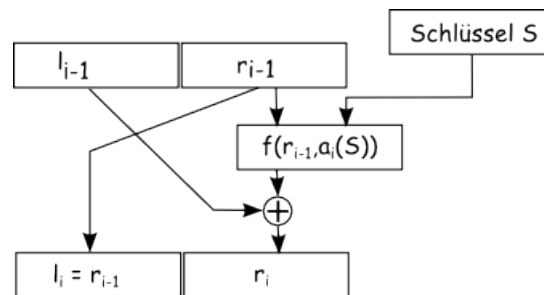 Schlüssel S
l_{i-1}
r_{i-1}
f(r_{i-1},a_i(S))
+
l_i = r_{i-1}
r_i